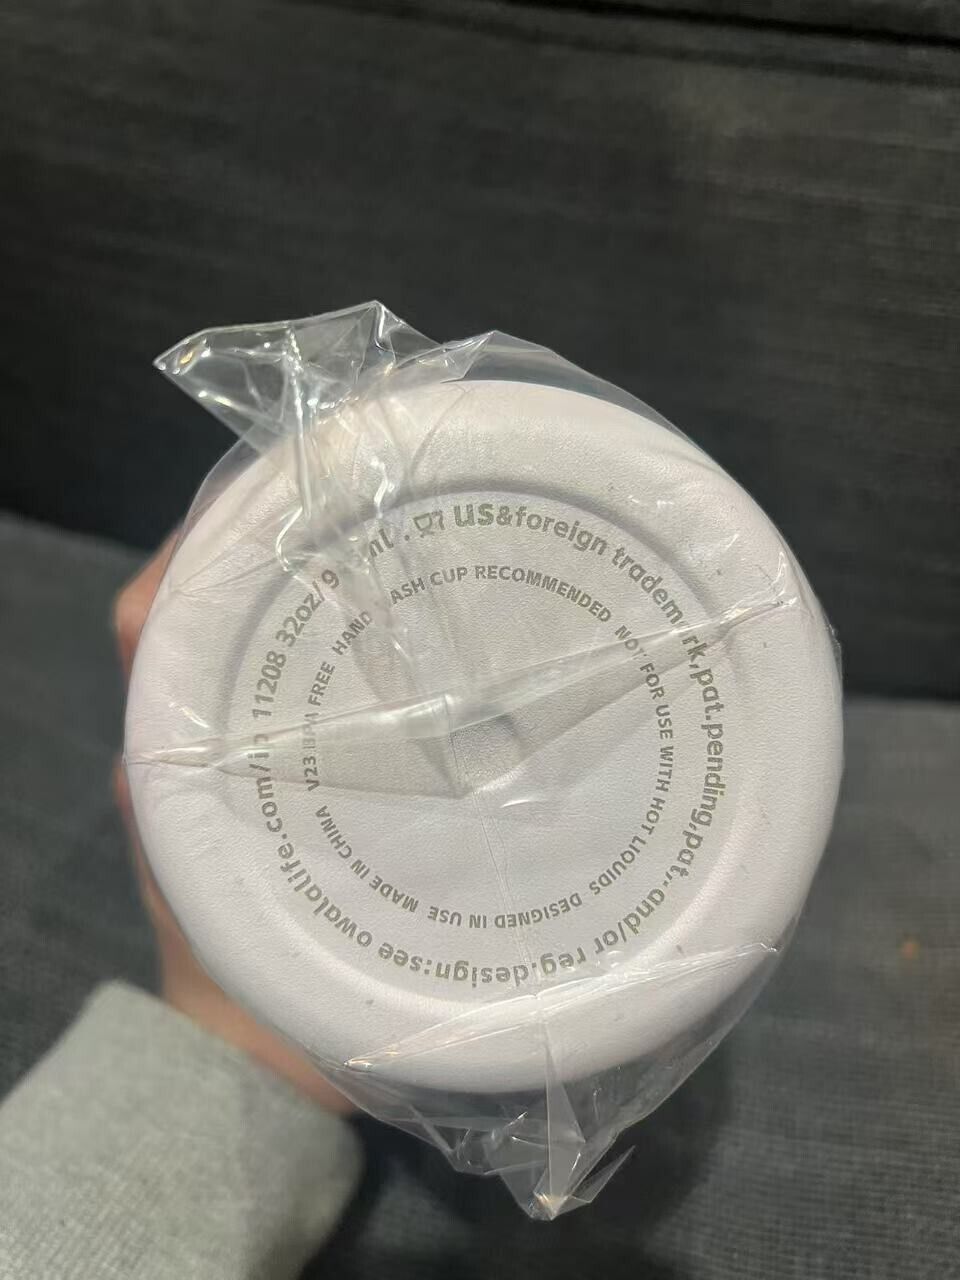 US&foreign trademrk,pat.pending,pat. and/or reg.design:see owalalife.com/ip 11208 32oz/9 ml.
V23 FREE HAND ASH CUP RECOMMENDED NOT FOR USE WITH HOT LIQUIDS DESIGNED IN USE MADE IN CHINA